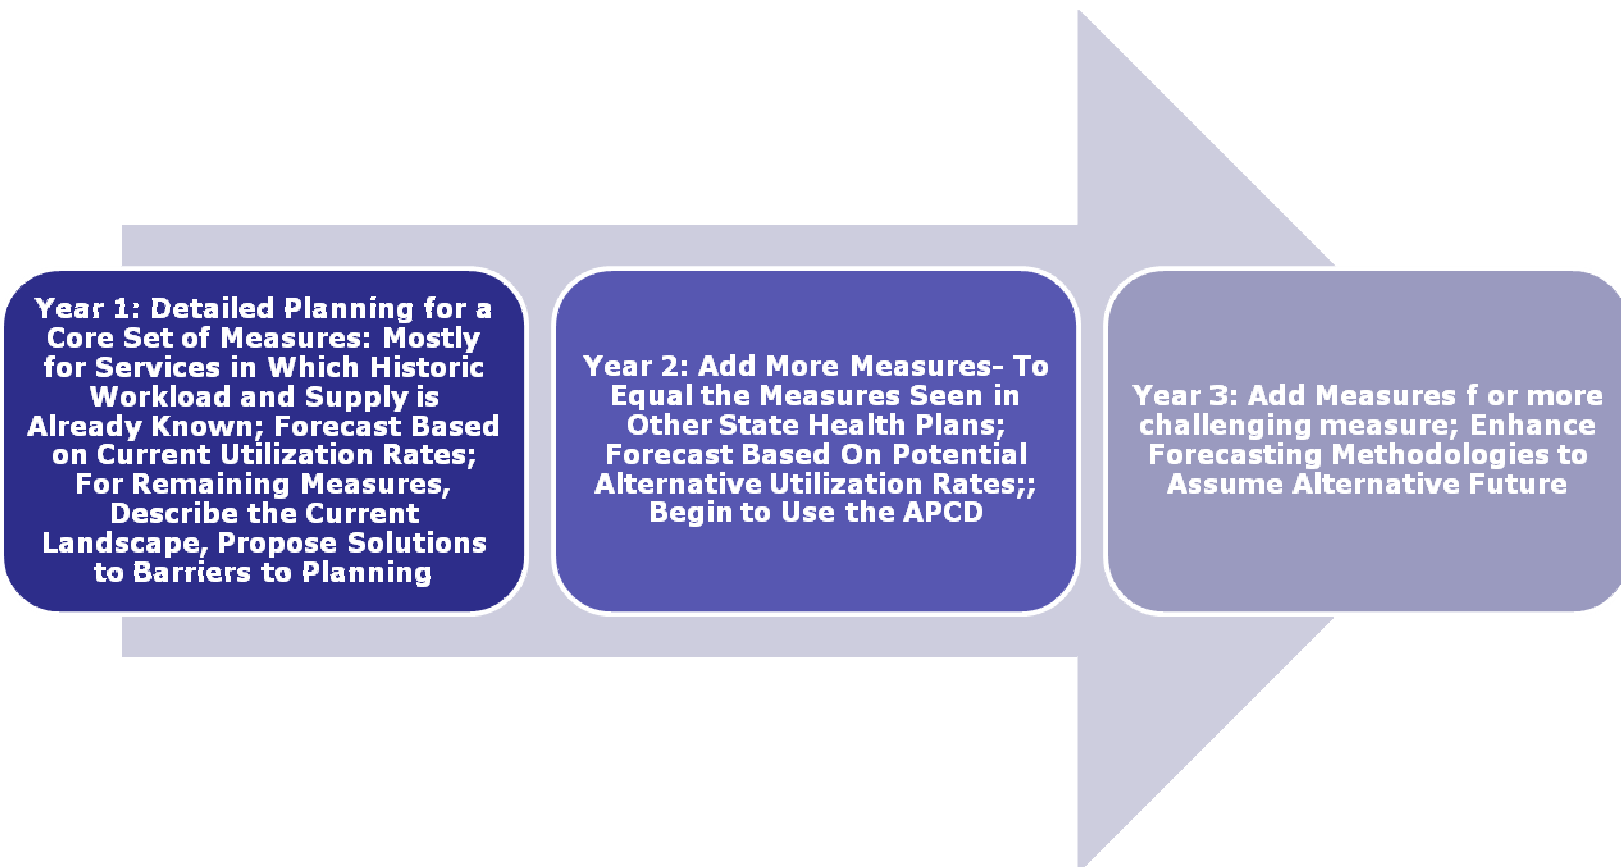 Year 1: Detailed Planning for a
Core Set of Measures: Mostly
for Services in Which Historic
Workload and Supply is
Already Known; Forecast Based
on Current Utilization Rates;
For Remaining Measures,
Describe the Current
Landscape, Propose Solutions
to Barriers to Planning
Year 2: Add More Measures- To
Equal the Measures Seen in
Other State Health Plans;
Forecast Based On Potential
Alternative Utilization Rates;;
Begin to Use the APCD
Year 3: Add Measures f or more
challenging measure; Enhance
Forecasting Methodologies to
Assume Alternative Future